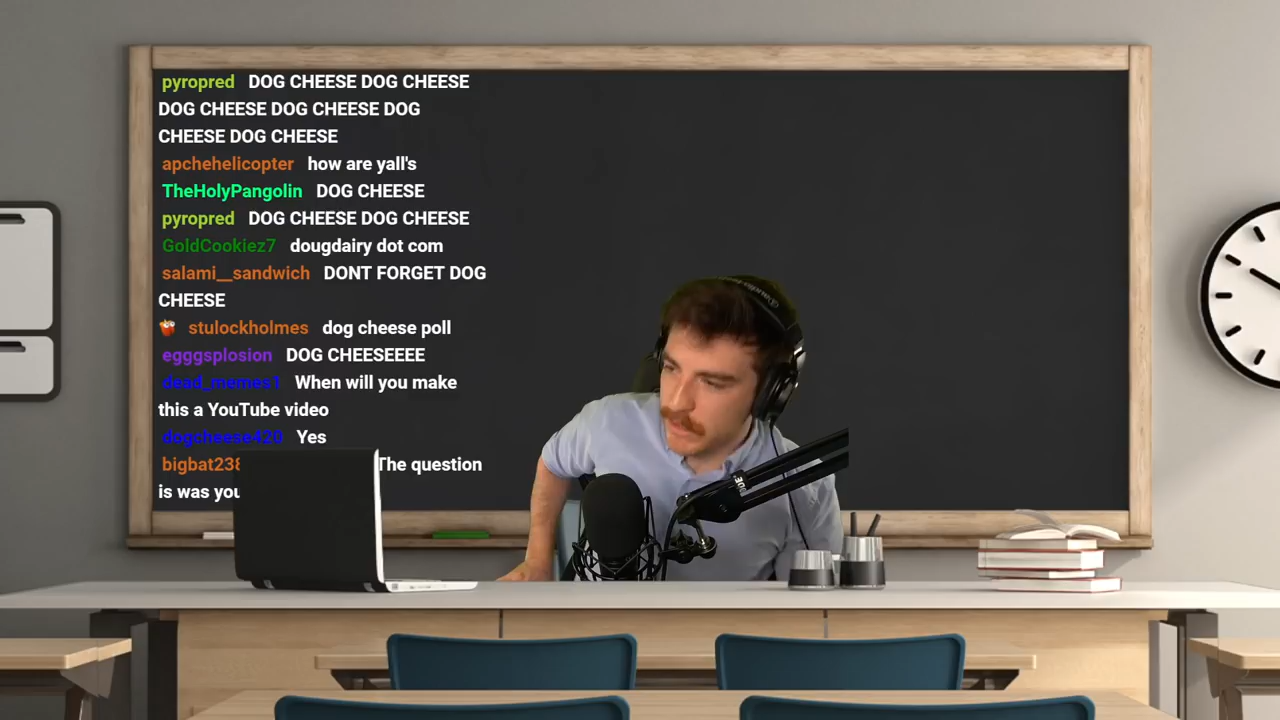 pyropred DOG CHEESE DOG CHEESE
DOG CHEESE DOG CHEESE DOG
CHEESE DOG CHEESE
apchehelicopter how are yall's
TheHolyPangolin DOG CHEESE
pyropred DOG CHEESE DOG CHEESE
GoldCookiez7 dougdairy dot com
salami__sandwich DONT FORGET DOG
CHEESE
stulockholmes dog cheese poll
egggsplosion DOG CHEESEEEE
dead_memes1 When will you make
this a YouTube video
dogcheese420 Yes
bigbat238 The question
is was you